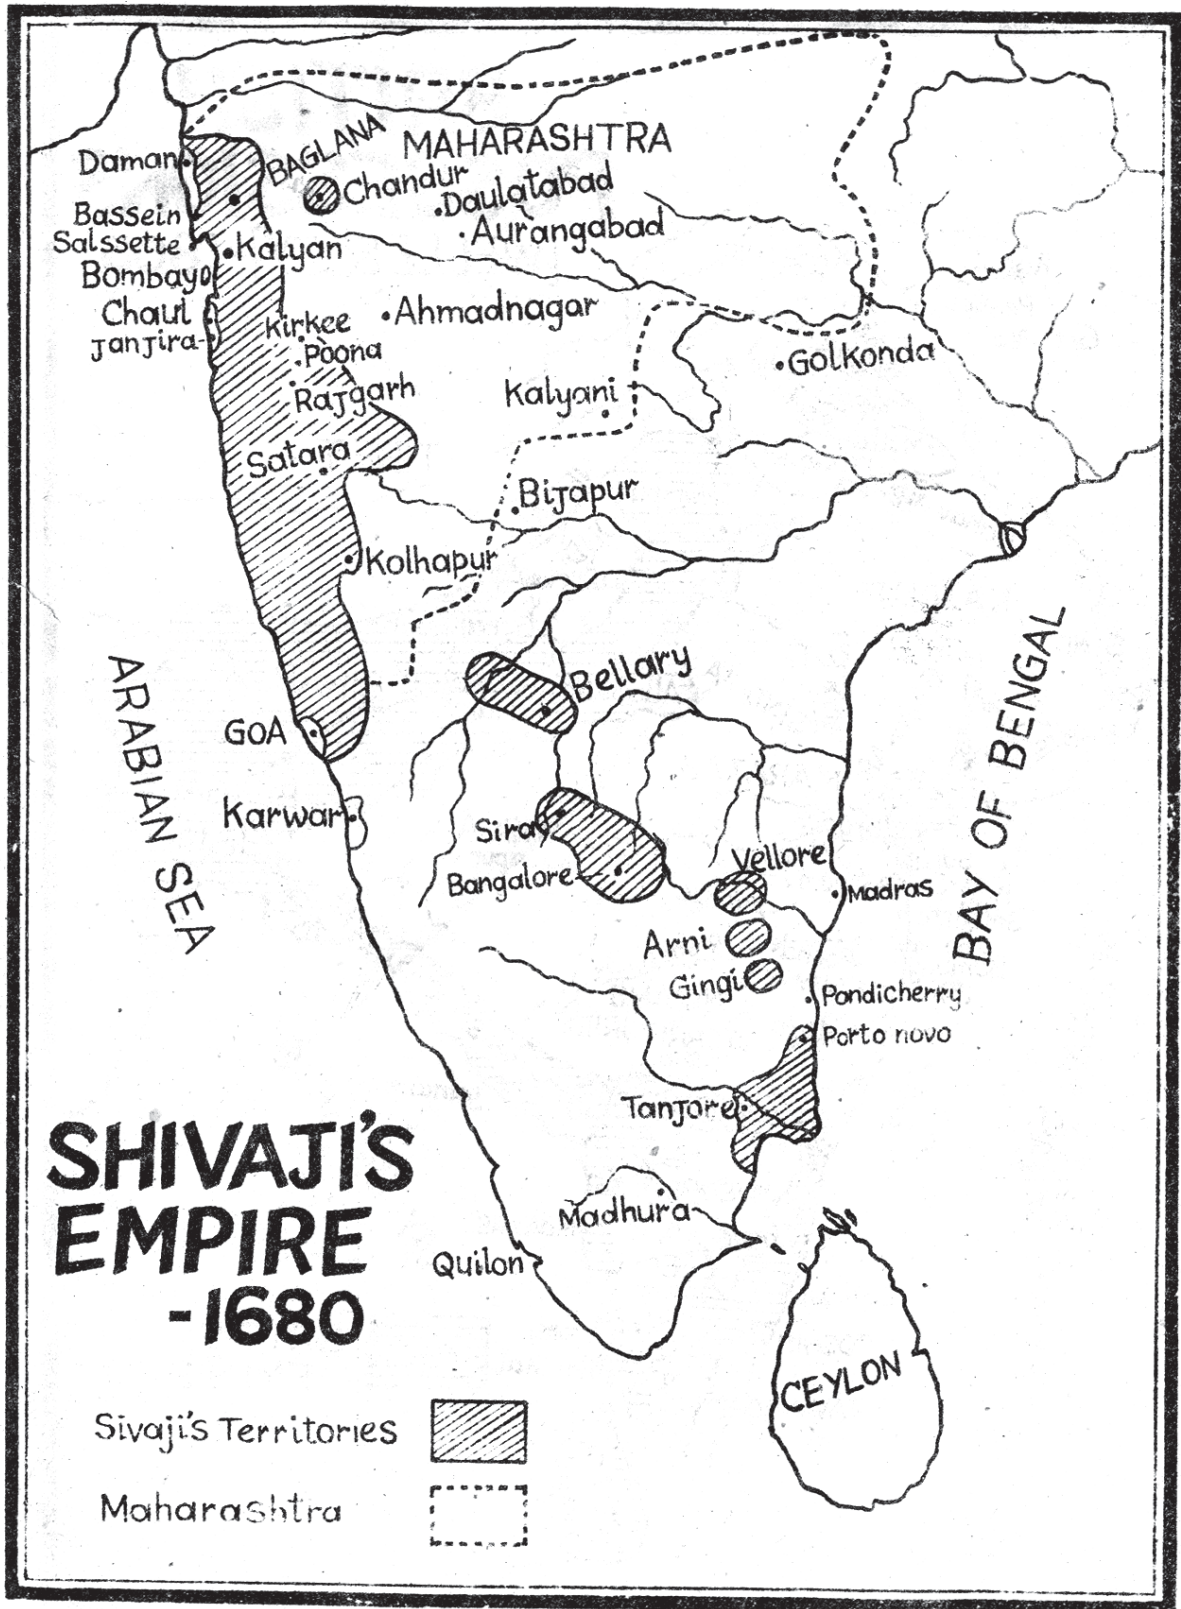 BAGLANA
MAHARASHTRA
Daman
Chandur
Daulatabad
Bassein
Aurangabad
Salssette
Kalyan
Bombay
Chaul
Ahmadnagar
Kirkee
Janjira
Poona
Golkonda
Rajgarh
Kalyani
Satara
Bijapur
Kolhapur
ARABIAN SEA
Bellary
BAY OF BENGAL
GOA
Karwar
Sira
Vellore
Bangalore
Madras
Arni
Gingi
Pondicherry
Porto novo
Tanjore
SHIVAJI'S
EMPIRE
-1680
Madhura
Quilon
CEYLON
Sivaji's Territories
Maharashtra